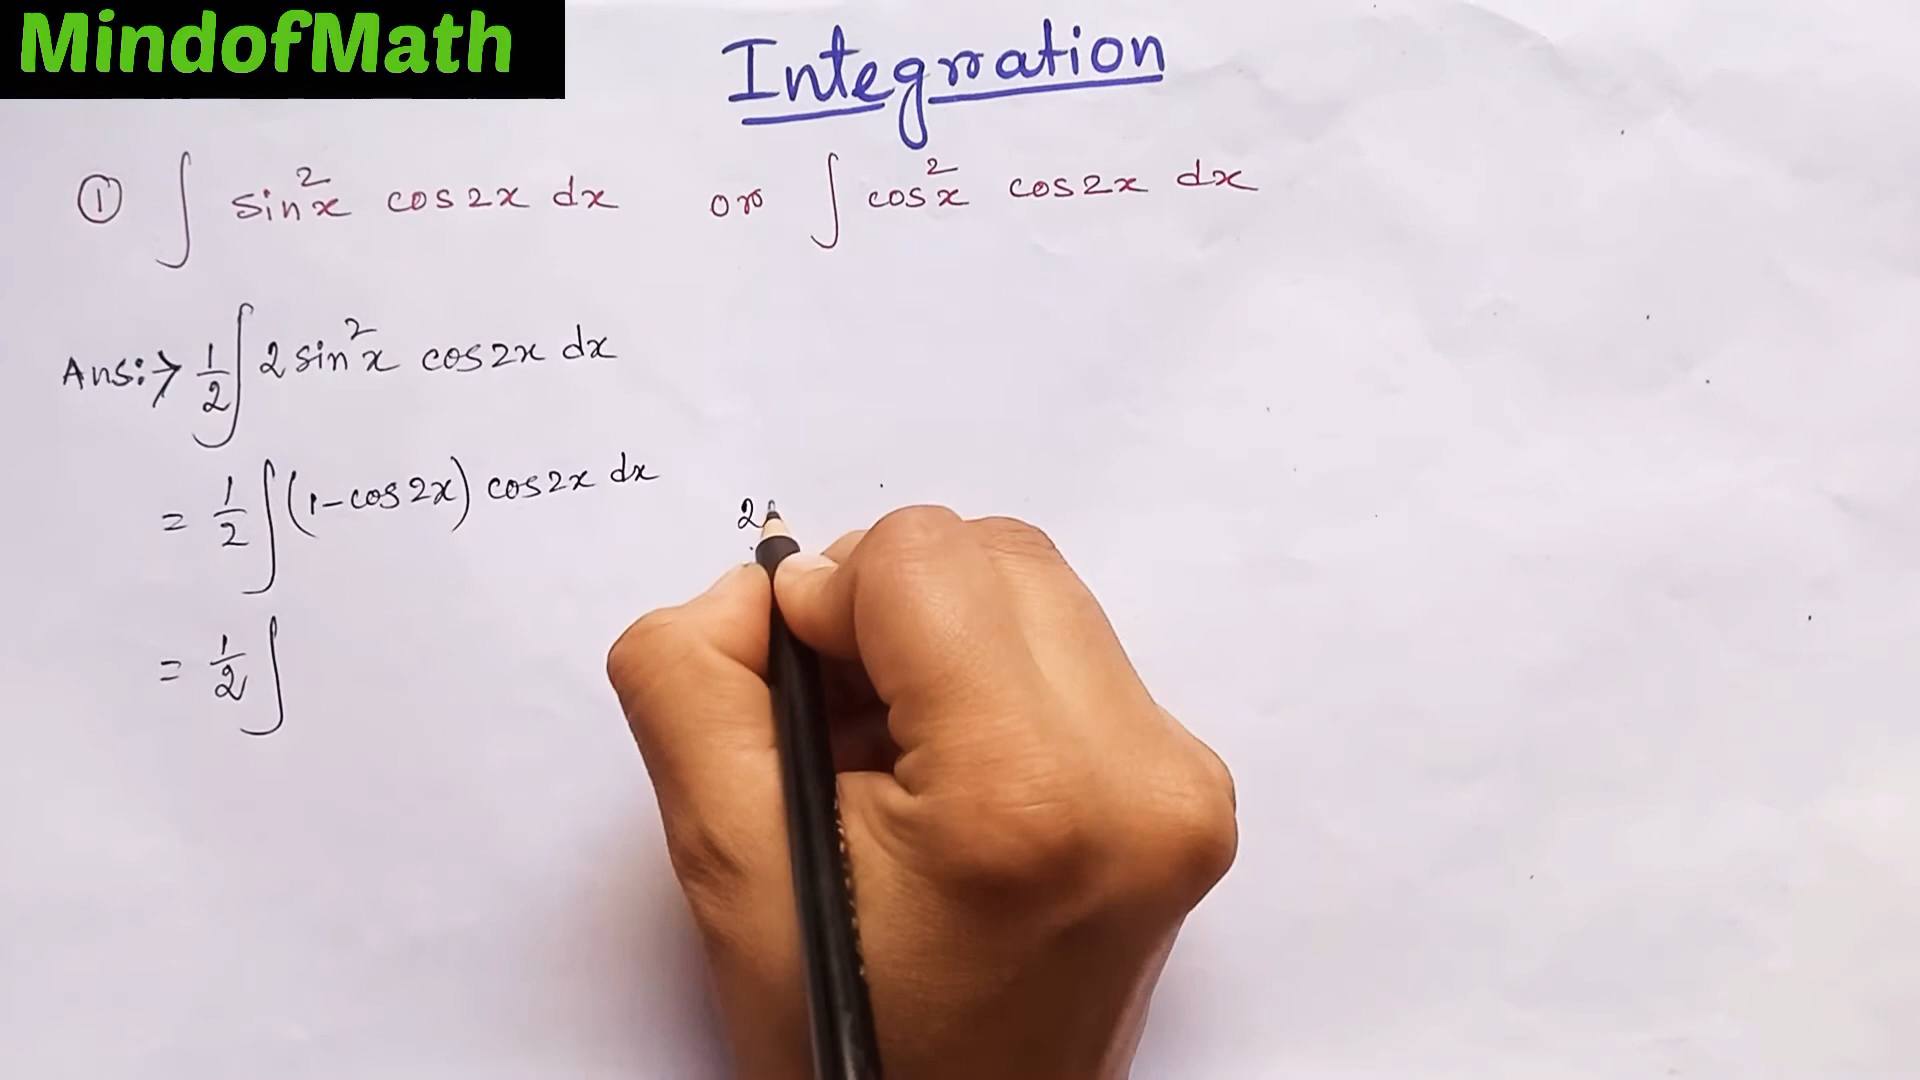 MindofMath
Integration
① ∫ sin²x cos2x dx or ∫ cos²x cos2x dx
Ans:→ 1/2 ∫ 2 sin²x cos2x dx
= 1/2 ∫ (1-cos2x) cos2x dx
2
= 1/2 ∫